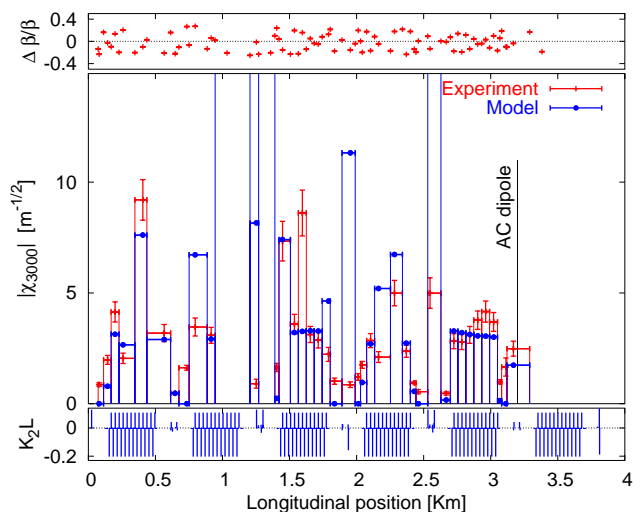 Δ β/β
0.4
0
-0.4
Experiment
Model
|χ3000| [m-1/2]
10
5
0
AC dipole
K2L
0
-0.2
0 0.5 1 1.5 2 2.5 3 3.5 4
Longitudinal position [Km]